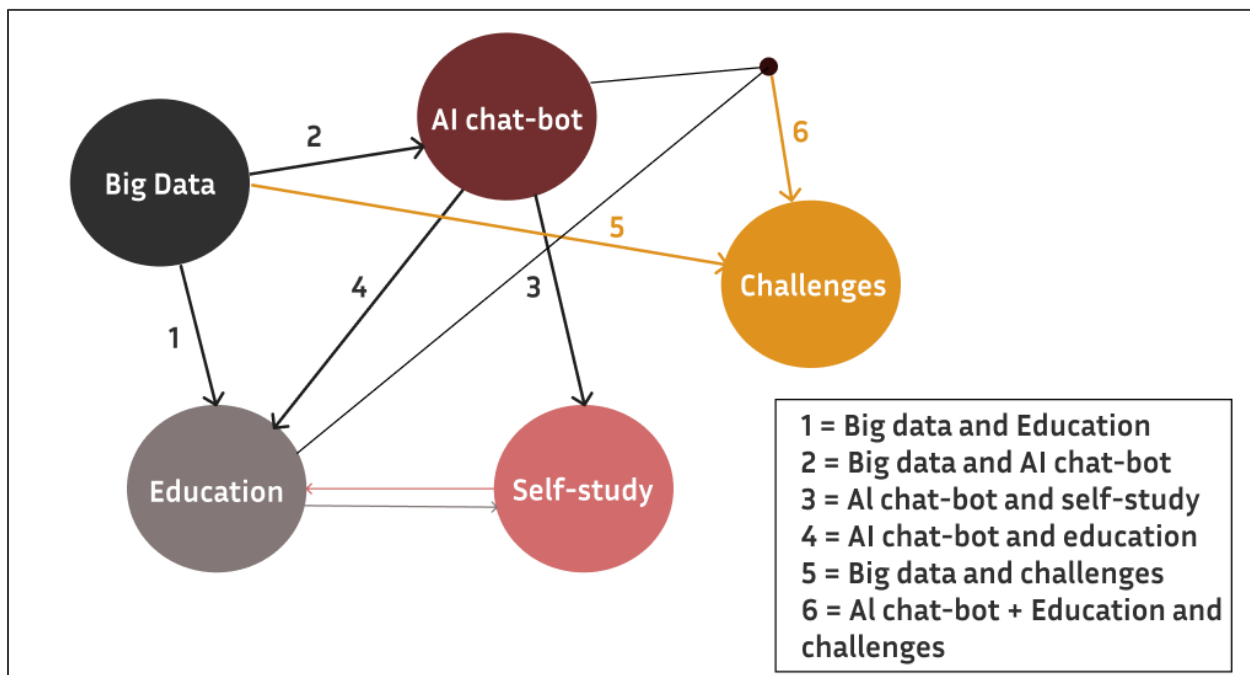 AI chat-bot
2
6
Big Data
5
4
3
Challenges
1
Education
Self-study
1 = Big data and Education
2 = Big data and AI chat-bot
3 = Al chat-bot and self-study
4 = AI chat-bot and education
5 = Big data and challenges
6 = Al chat-bot + Education and
challenges